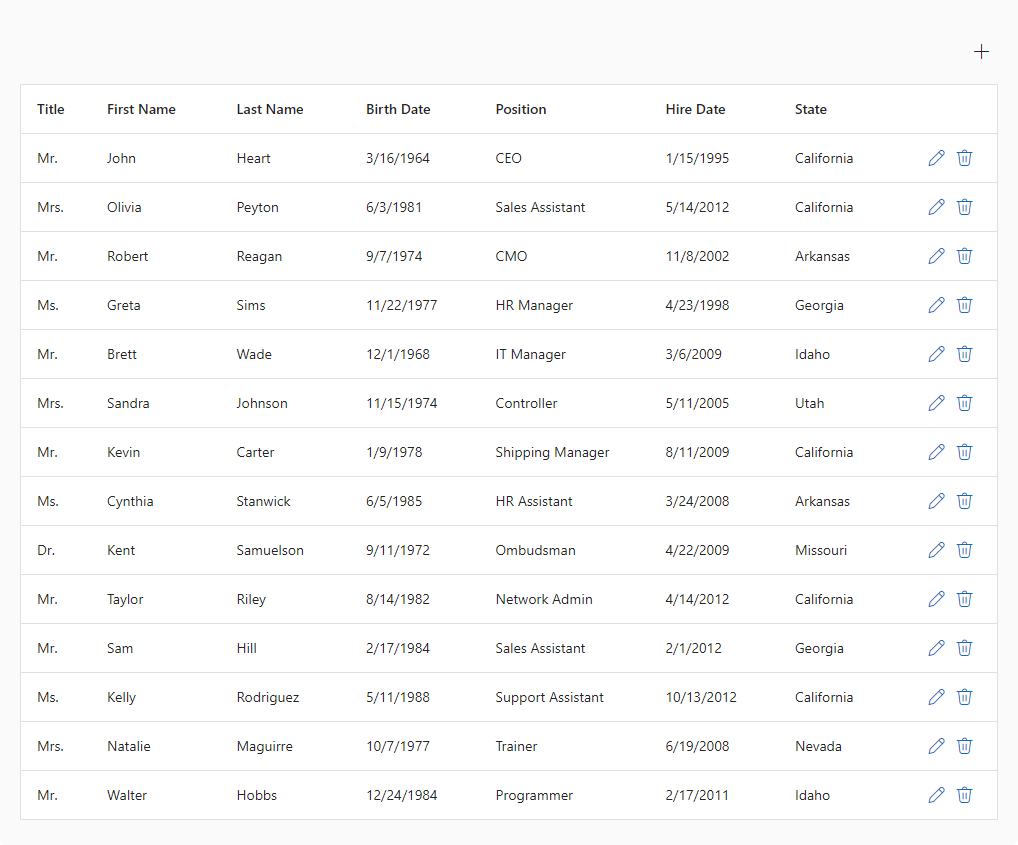 Title First Name Last Name Birth Date Position Hire Date State
Mr. John Heart 3/16/1964 CEO 1/15/1995 California
Mrs. Olivia Peyton 6/3/1981 Sales Assistant 5/14/2012 California
Mr. Robert Reagan 9/7/1974 CMO 11/8/2002 Arkansas
Ms. Greta Sims 11/22/1977 HR Manager 4/23/1998 Georgia
Mr. Brett Wade 12/1/1968 IT Manager 3/6/2009 Idaho
Mrs. Sandra Johnson 11/15/1974 Controller 5/11/2005 Utah
Mr. Kevin Carter 1/9/1978 Shipping Manager 8/11/2009 California
Ms. Cynthia Stanwick 6/5/1985 HR Assistant 3/24/2008 Arkansas
Dr. Kent Samuelson 9/11/1972 Ombudsman 4/22/2009 Missouri
Mr. Taylor Riley 8/14/1982 Network Admin 4/14/2012 California
Mr. Sam Hill 2/17/1984 Sales Assistant 2/1/2012 Georgia
Ms. Kelly Rodriguez 5/11/1988 Support Assistant 10/13/2012 California
Mrs. Natalie Maguirre 10/7/1977 Trainer 6/19/2008 Nevada
Mr. Walter Hobbs 12/24/1984 Programmer 2/17/2011 Idaho